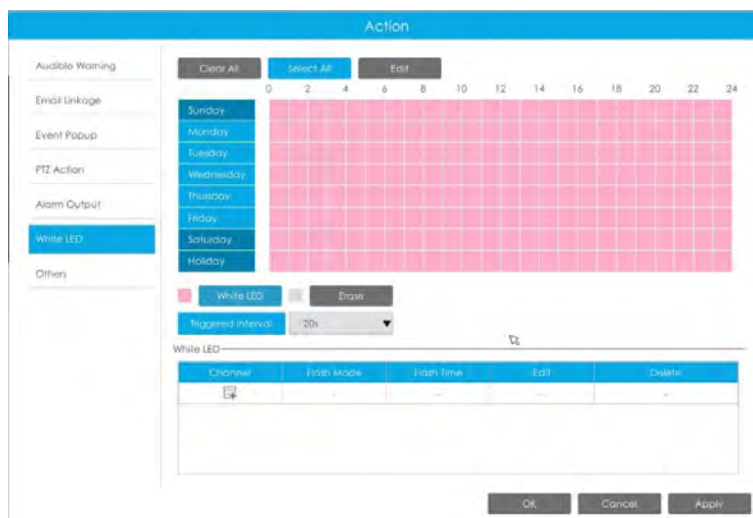 Action
Audible Warning
Email Linkage
Event Popup
PTZ Action
Alarm Output
White LED
Others
Clear All Select All Edit
0 2 4 6 8 10 12 14 16 18 20 22 24
Sunday
Monday
Tuesday
Wednesday
Thursday
Friday
Saturday
Holiday
White LED Erase
Triggered Interval 20s
White LED
Channel Flash Mode Flash Time Edit Delete
- -- -- -
OK Cancel Apply